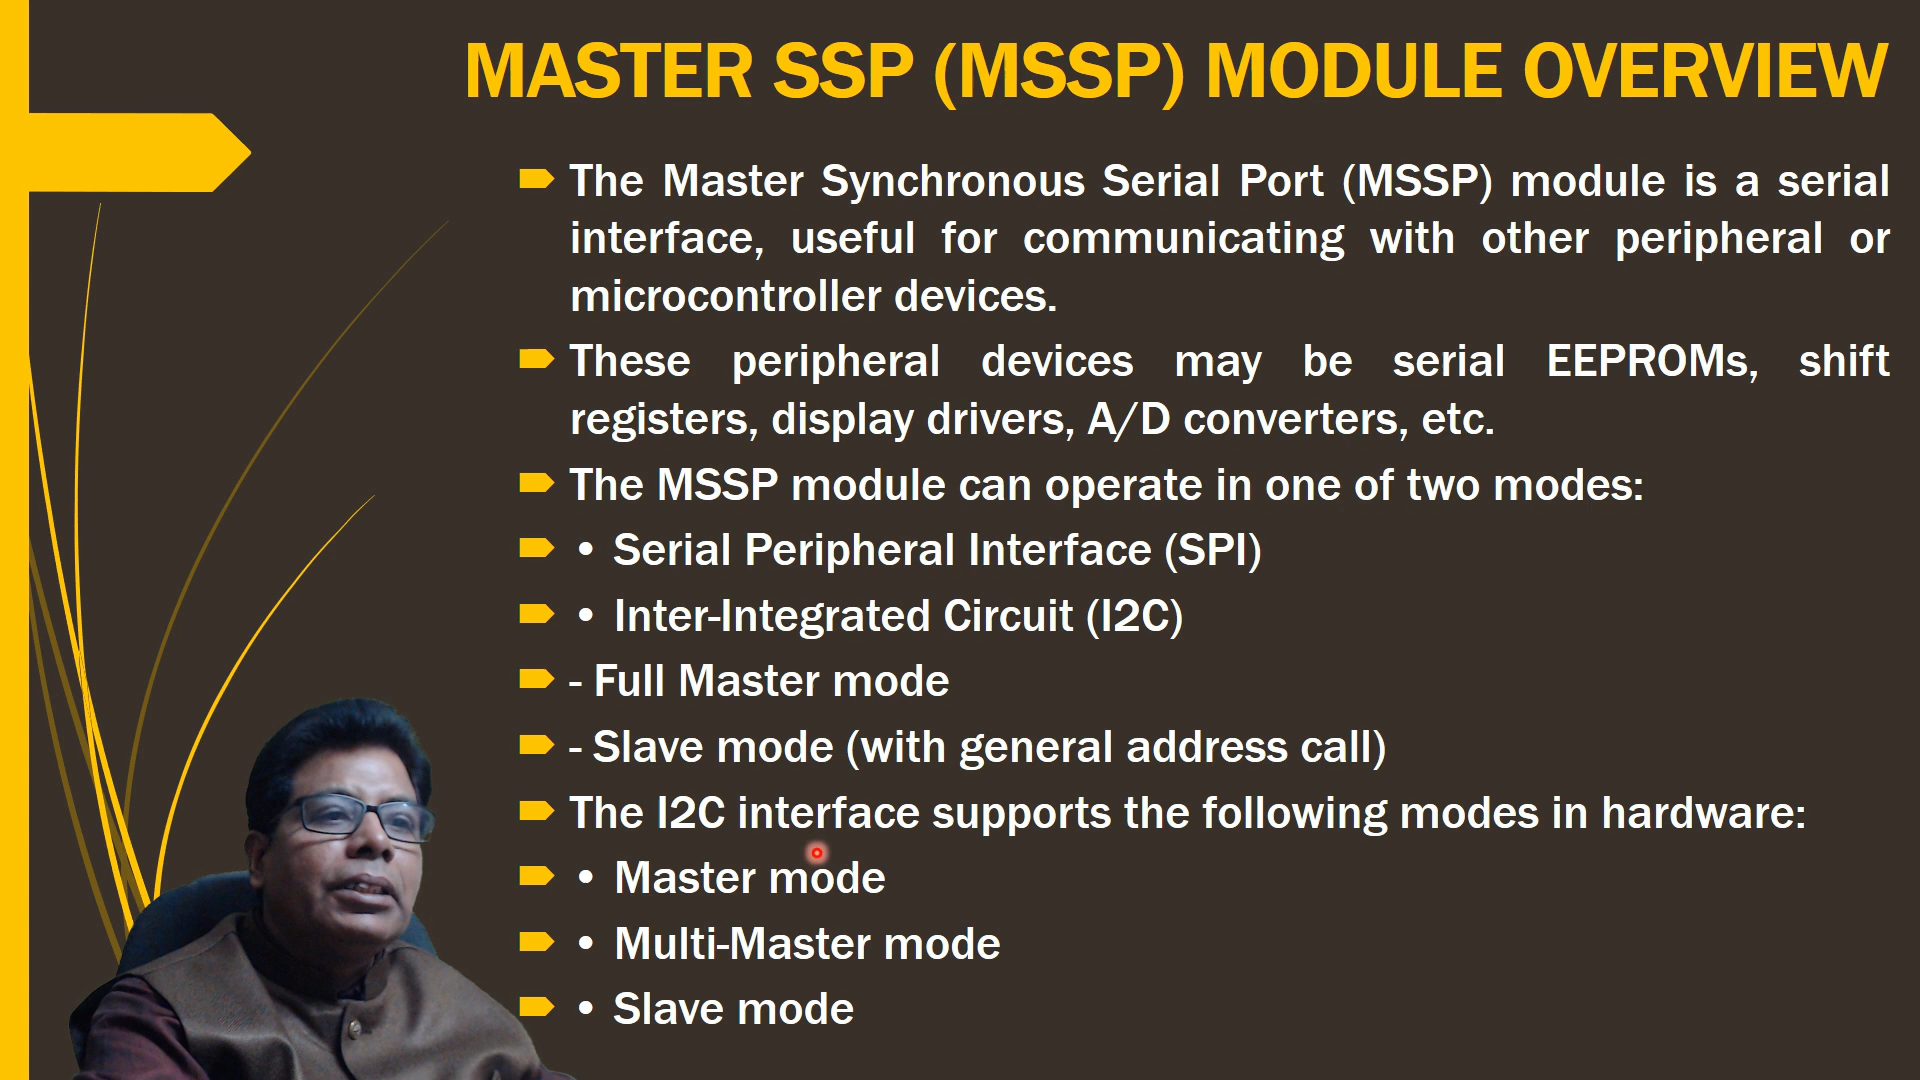 MASTER SSP (MSSP) MODULE OVERVIEW
The Master Synchronous Serial Port (MSSP) module is a serial
interface, useful for communicating with other peripheral or
microcontroller devices.
These peripheral devices may be serial EEPROMs, shift
registers, display drivers, A/D converters, etc.
The MSSP module can operate in one of two modes:
• Serial Peripheral Interface (SPI)
• Inter-Integrated Circuit (I2C)
- Full Master mode
- Slave mode (with general address call)
The I2C interface supports the following modes in hardware:
• Master mode
• Multi-Master mode
• Slave mode